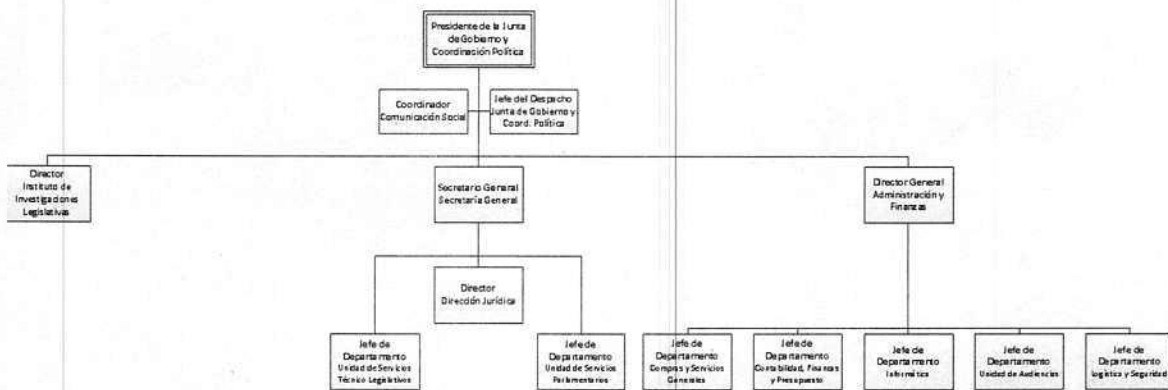 Presidente de la Junta
de Gobierno y
Coordinación Política
Coordinador
Comunicación Social
Jefe del Despacho
Junta de Gobierno y
Coord. Política
Director
Instituto de
Investigaciones
Legislativas
Secretario General
Secretaría General
Director General
Administración y
Finanzas
Director
Dirección Jurídica
Jefe de
Departamento
Unidad de Servicios
Técnico Legislativos
Jefe de
Departamento
Unidad de Servicios
Parlamentarios
Jefe de
Departamento
Compras y Servicios
Generales
Jefe de
Departamento
Contabilidad, Finanzas
y Presupuesto
Jefe de
Departamento
Informática
Jefe de
Departamento
Unidad de Audiencias
Jefe de
Departamento
Logística y Seguridad